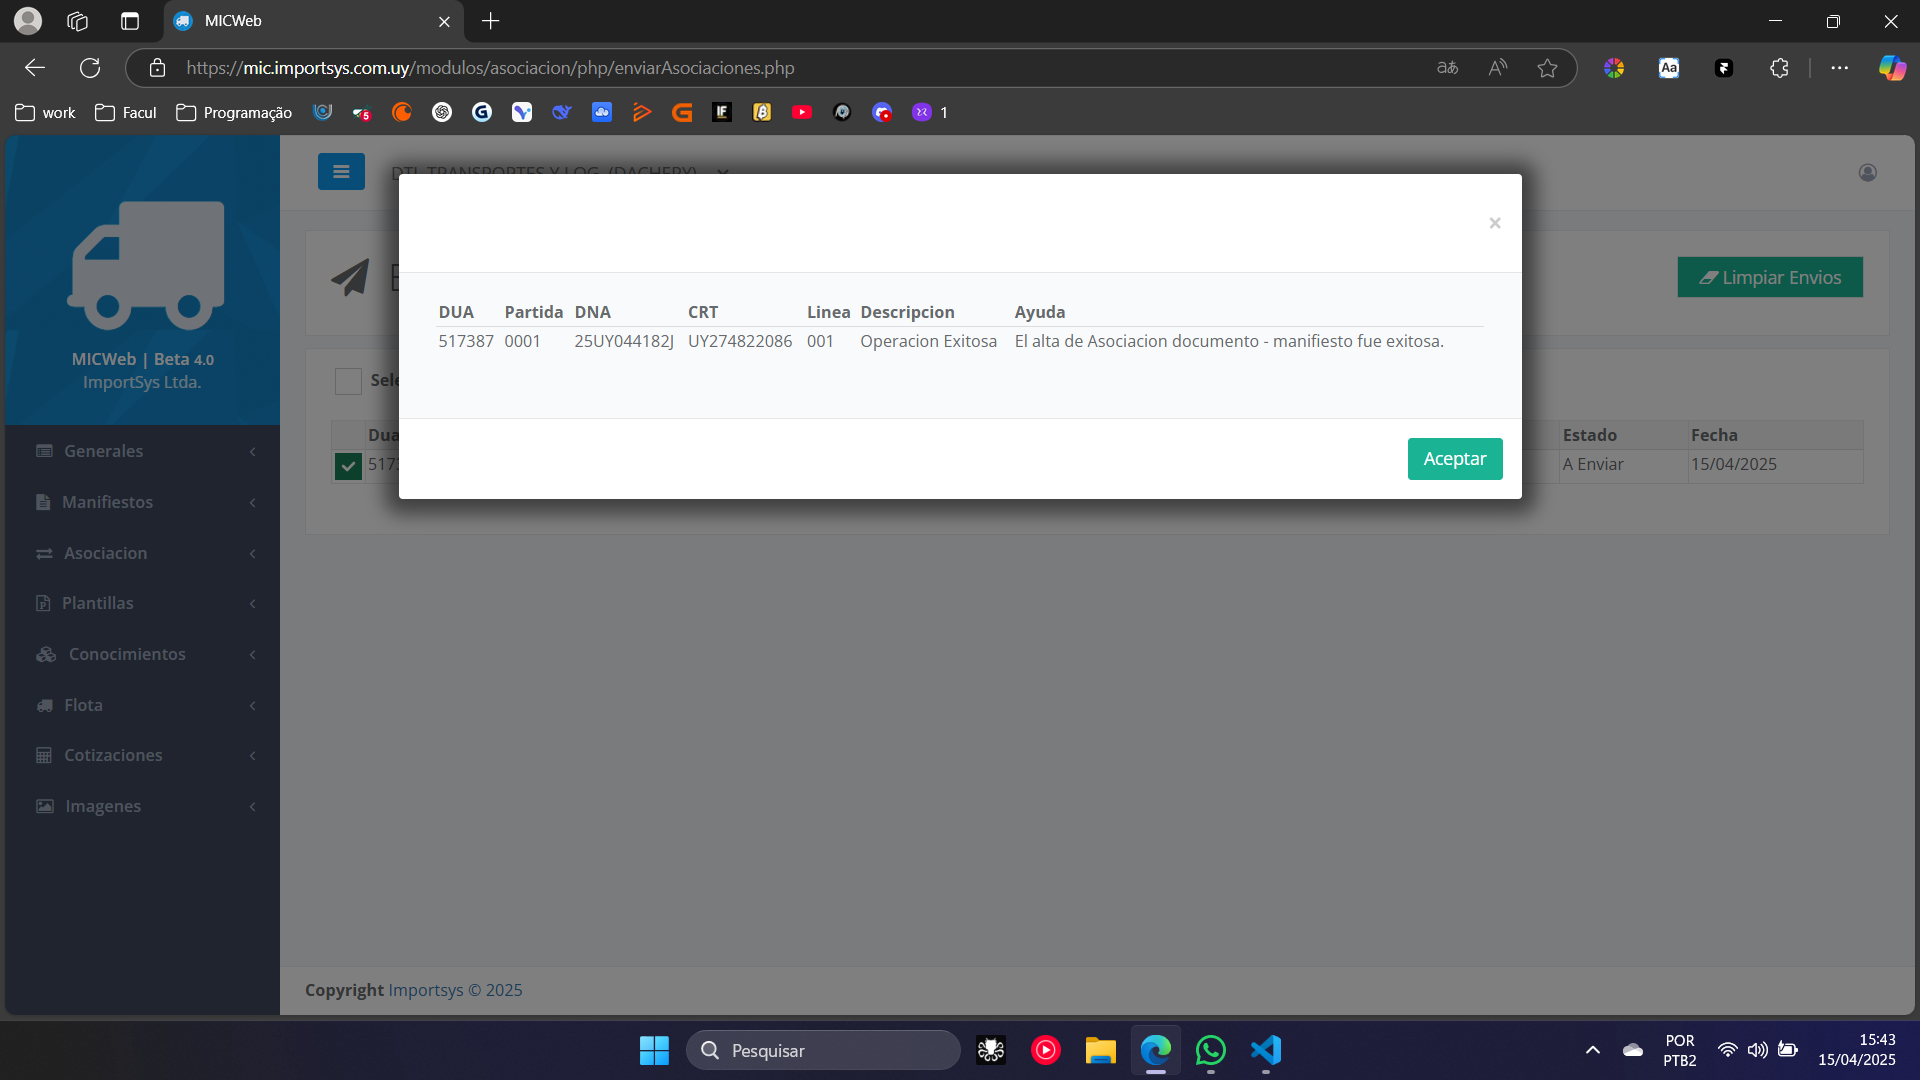 MICWeb
https://mic.importsys.com.uy/modulos/asociacion/php/enviarAsociaciones.php
work
Facul
Programação
1
MICWeb | Beta 4.0
ImportSys Ltda.
Generales
Manifiestos
Asociacion
Plantillas
Conocimientos
Flota
Cotizaciones
Imagenes
DTL TRANSPORTES Y LOG. (DACHERY)
Limpiar Envios
DUA Partida DNA CRT Linea Descripcion Ayuda
517387 0001 25UY044182J UY274822086 001 Operacion Exitosa El alta de Asociacion documento - manifiesto fue exitosa.
Aceptar
Sele
Dua Estado Fecha
5173 A Enviar 15/04/2025
Copyright Importsys © 2025
Pesquisar
POR
PTB2
15:43
15/04/2025